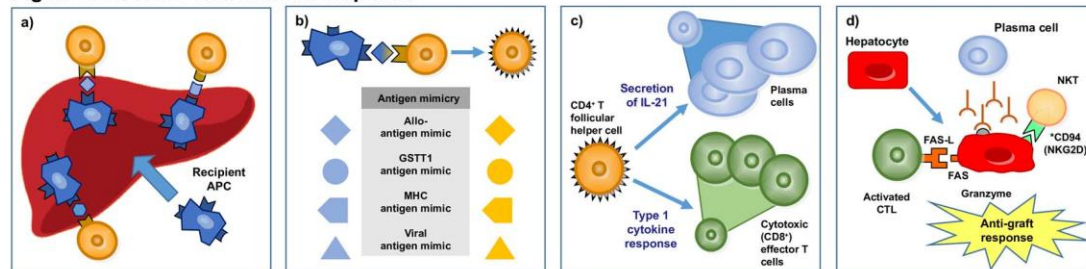 a)
Recipient
APC
b)
Antigen mimicry
Allo-
antigen mimic
GSTT1
antigen mimic
MHC
antigen mimic
Viral
antigen mimic
c)
Secretion
of IL-21
Plasma
cells
CD4⁺ T
follicular
helper cell
Type 1
cytokine
response
Cytotoxic
(CD8⁺)
effector T
cells
d)
Plasma cell
Hepatocyte
NKT
*CD94
(NKG2D)
FAS-L
FAS
Activated
CTL
Granzyme
Anti-graft
response